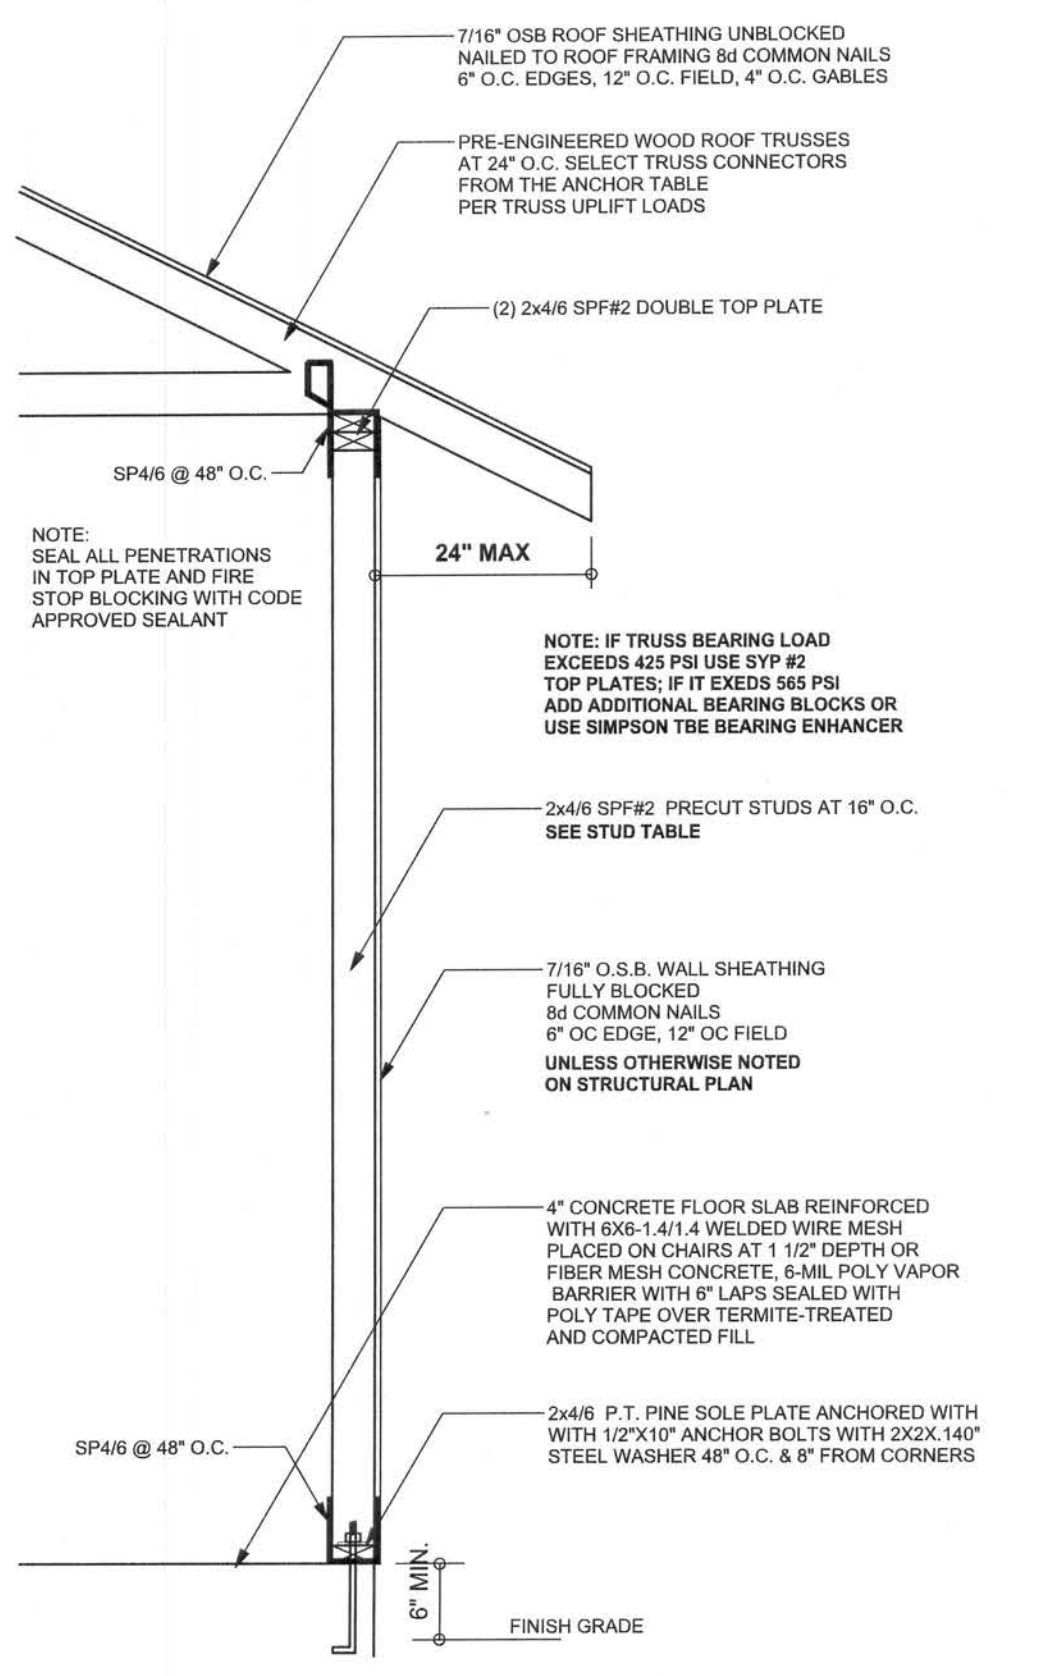 7/16" OSB ROOF SHEATHING UNBLOCKED
NAILED TO ROOF FRAMING 8d COMMON NAILS
6" O.C. EDGES, 12" O.C. FIELD, 4" O.C. GABLES
PRE-ENGINEERED WOOD ROOF TRUSSES
AT 24" O.C. SELECT TRUSS CONNECTORS
FROM THE ANCHOR TABLE
PER TRUSS UPLIFT LOADS
(2) 2x4/6 SPF#2 DOUBLE TOP PLATE
SP4/6 @ 48" O.C.
NOTE:
SEAL ALL PENETRATIONS
IN TOP PLATE AND FIRE
STOP BLOCKING WITH CODE
APPROVED SEALANT
24" MAX
NOTE: IF TRUSS BEARING LOAD
EXCEEDS 425 PSI USE SYP #2
TOP PLATES; IF IT EXEDS 565 PSI
ADD ADDITIONAL BEARING BLOCKS OR
USE SIMPSON TBE BEARING ENHANCER
2x4/6 SPF#2 PRECUT STUDS AT 16" O.C.
SEE STUD TABLE
7/16" O.S.B. WALL SHEATHING
FULLY BLOCKED
8d COMMON NAILS
6" OC EDGE, 12" OC FIELD
UNLESS OTHERWISE NOTED
ON STRUCTURAL PLAN
4" CONCRETE FLOOR SLAB REINFORCED
WITH 6X6-1.4/1.4 WELDED WIRE MESH
PLACED ON CHAIRS AT 1 1/2" DEPTH OR
FIBER MESH CONCRETE, 6-MIL POLY VAPOR
BARRIER WITH 6" LAPS SEALED WITH
POLY TAPE OVER TERMITE-TREATED
AND COMPACTED FILL
2x4/6 P.T. PINE SOLE PLATE ANCHORED WITH
WITH 1/2"X10" ANCHOR BOLTS WITH 2X2X.140"
STEEL WASHER 48" O.C. & 8" FROM CORNERS
SP4/6 @ 48" O.C.
6" MIN.
FINISH GRADE